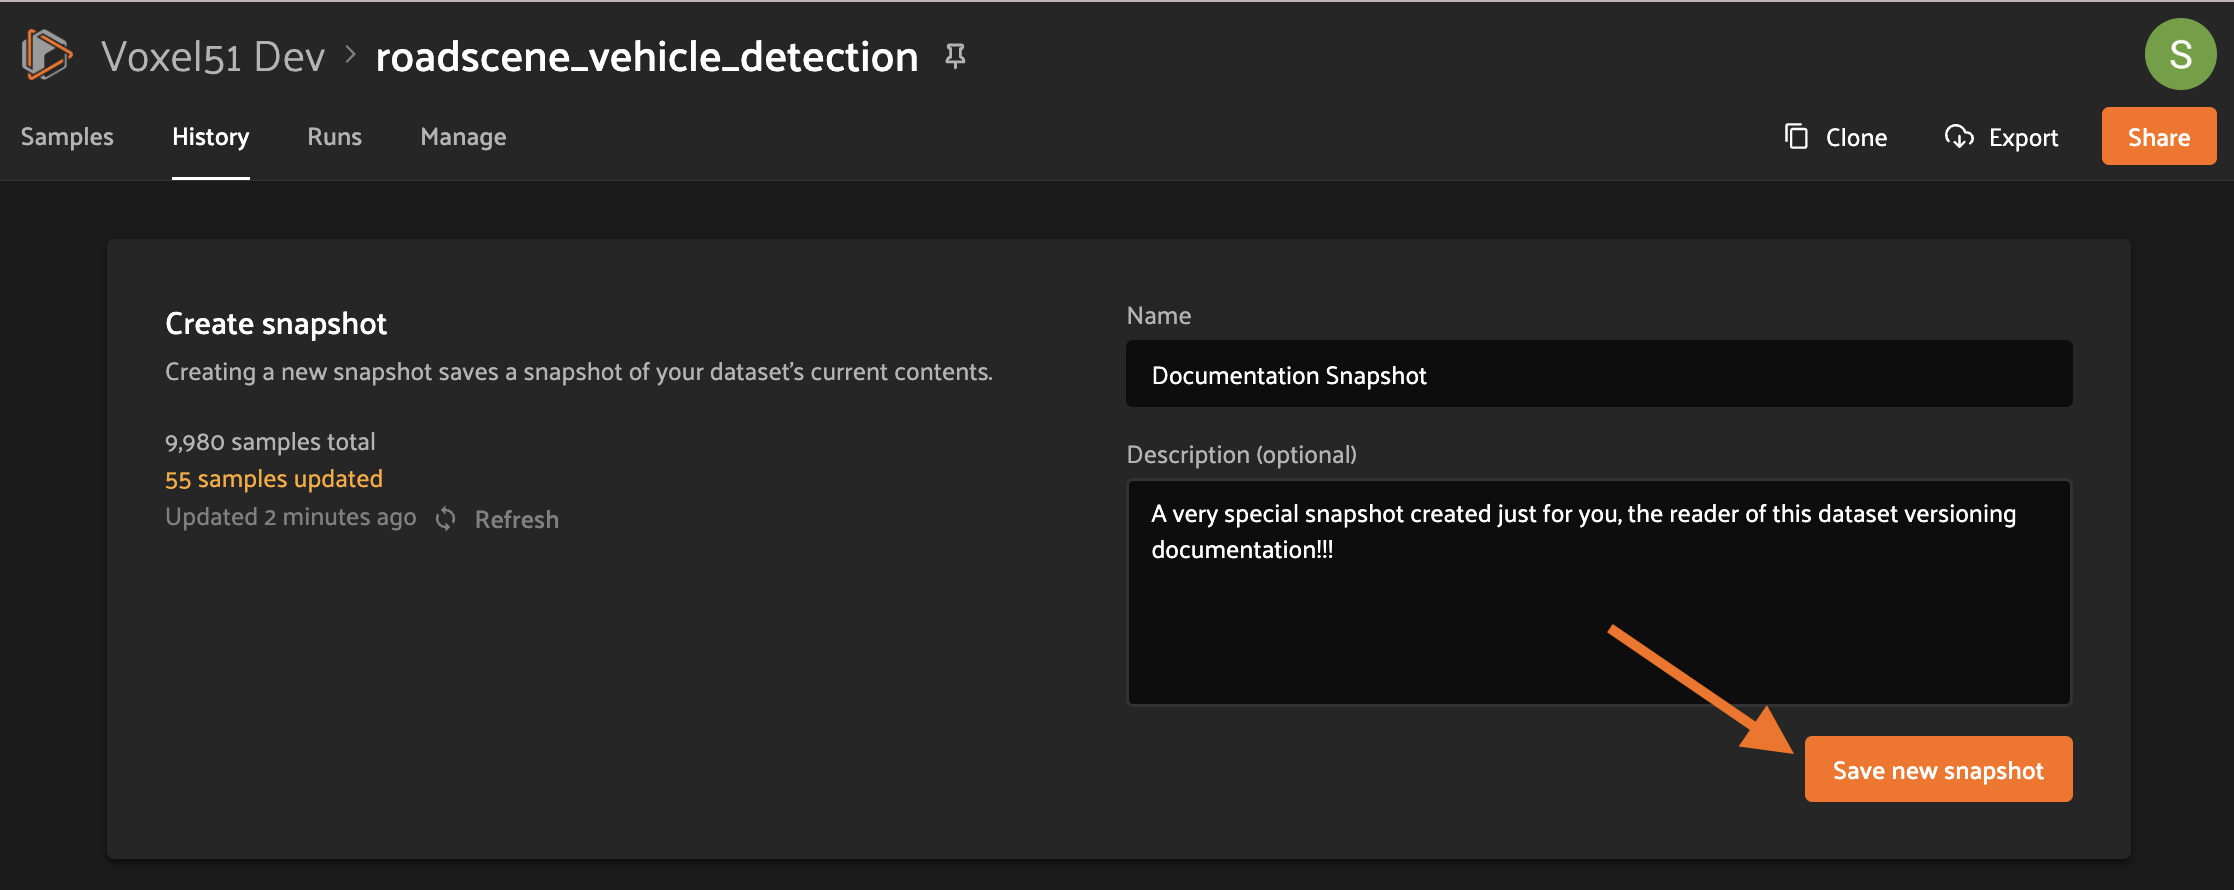 Voxel51 Dev > roadscene_vehicle_detection
S
Samples History Runs Manage
Clone Export Share
Create snapshot
Creating a new snapshot saves a snapshot of your dataset's current contents.
9,980 samples total
55 samples updated
Updated 2 minutes ago Refresh
Name
Documentation Snapshot
Description (optional)
A very special snapshot created just for you, the reader of this dataset versioning
documentation!!!
Save new snapshot